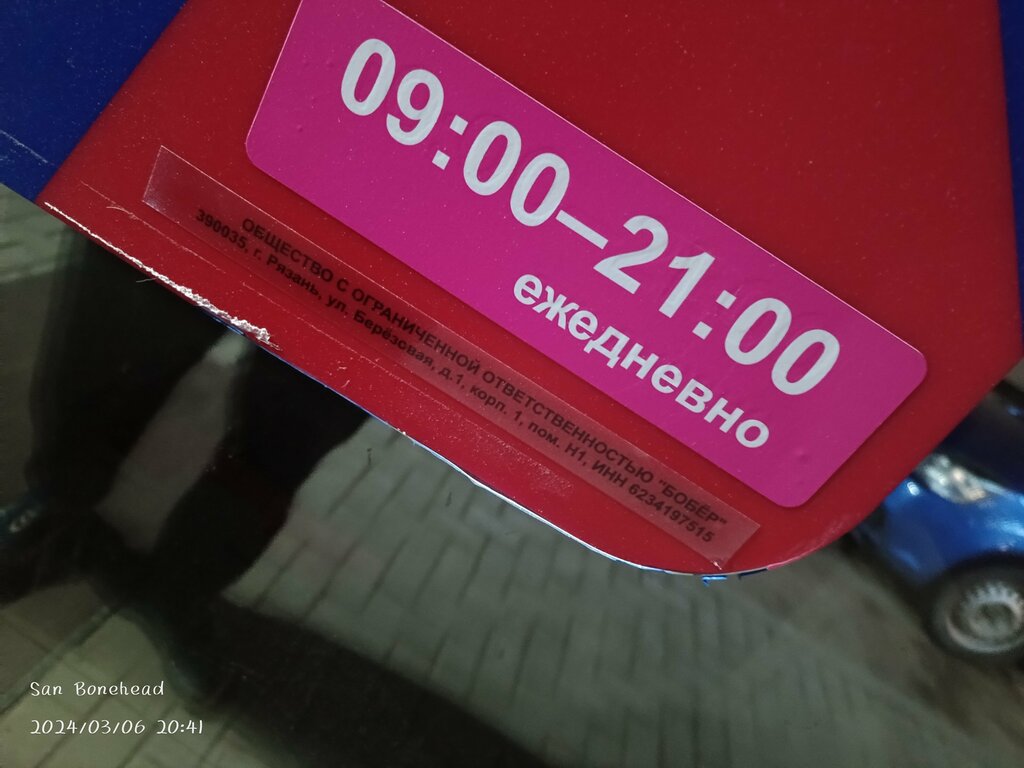 09:00–21:00
ежедневно
ОБЩЕСТВО С ОГРАНИЧЕННОЙ ОТВЕТСТВЕННОСТЬЮ "БОБЁР"
390035, г. Рязань, ул. Берёзсвая, д.1, корп. 1, пом. Н1, ИНН 6234197515
San Bonehead
2024/03/06 20:41